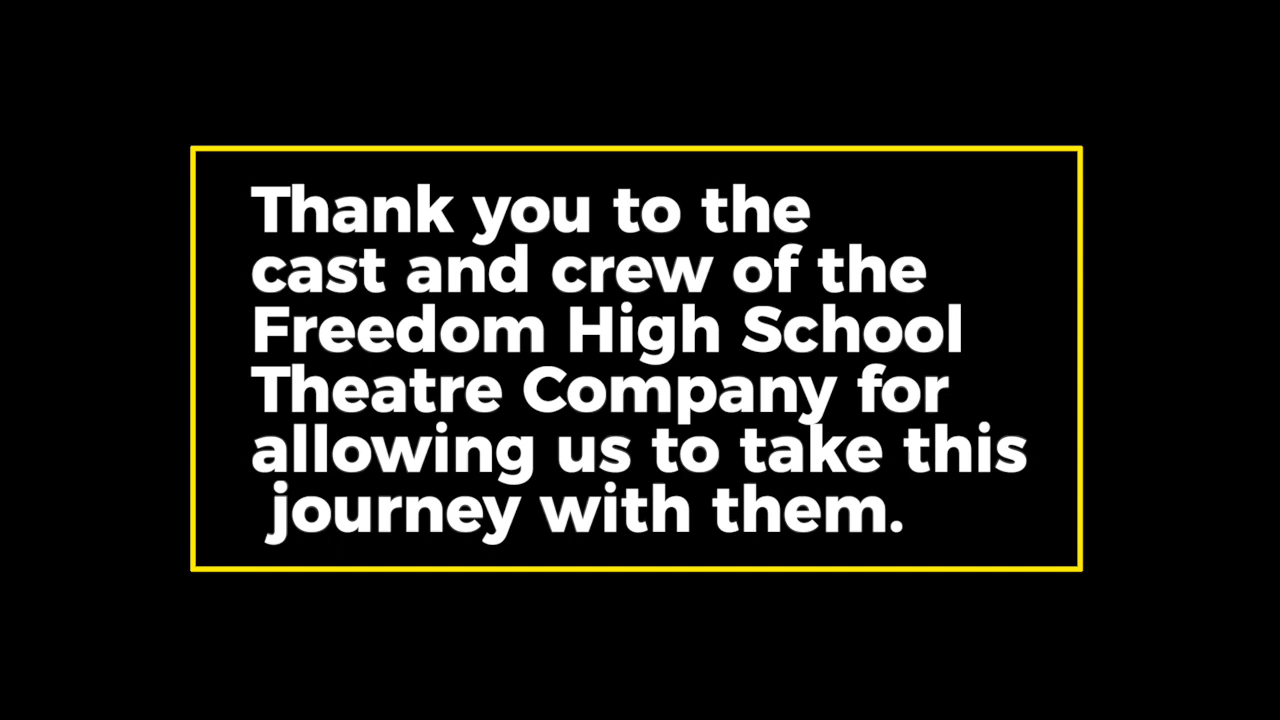 Thank you to the
cast and crew of the
Freedom High School
Theatre Company for
allowing us to take this
journey with them.